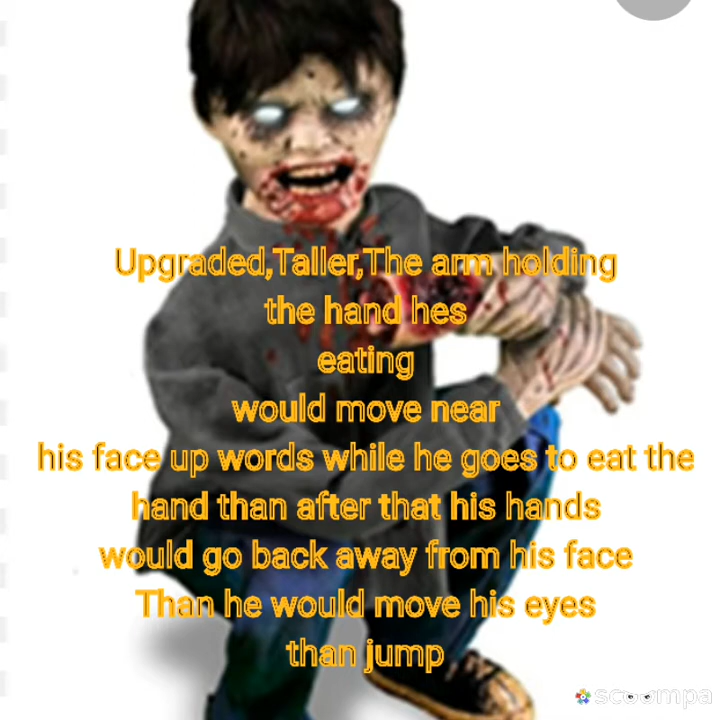 Upgraded,Taller,The arm holding
the hand hes
eating
would move near
his face up words while he goes to eat the
hand than after that his hands
would go back away from his face
Than he would move his eyes
than jump
scoompa